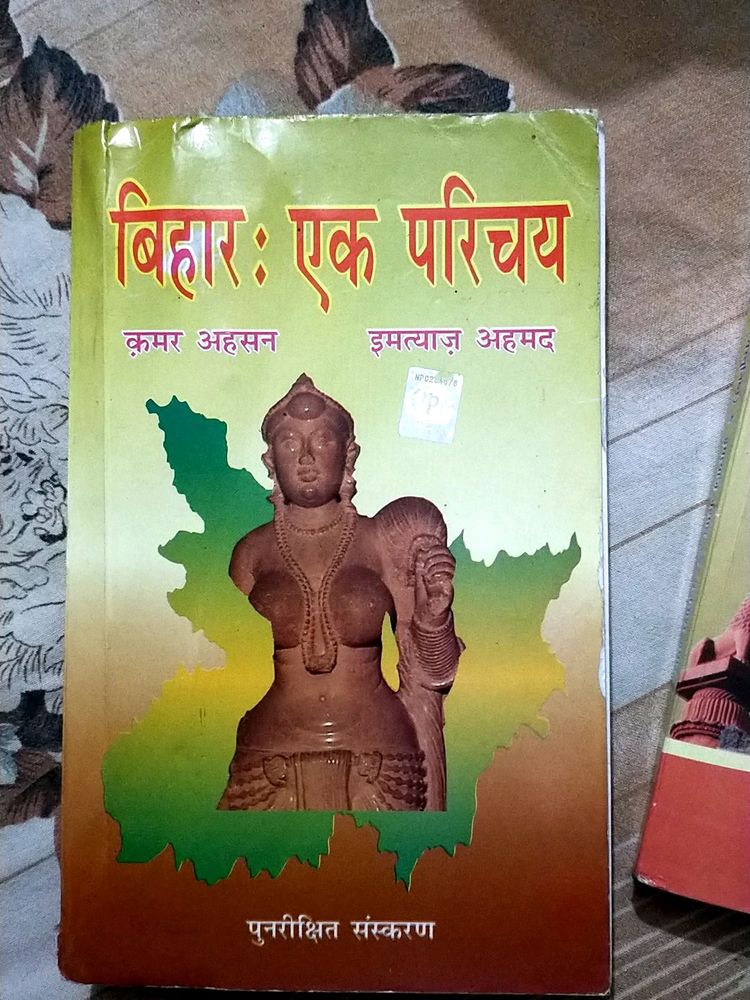 बिहार : एक परिचय
क़मर अहसन इमत्याज़ अहमद
पुनरीक्षित संस्करण